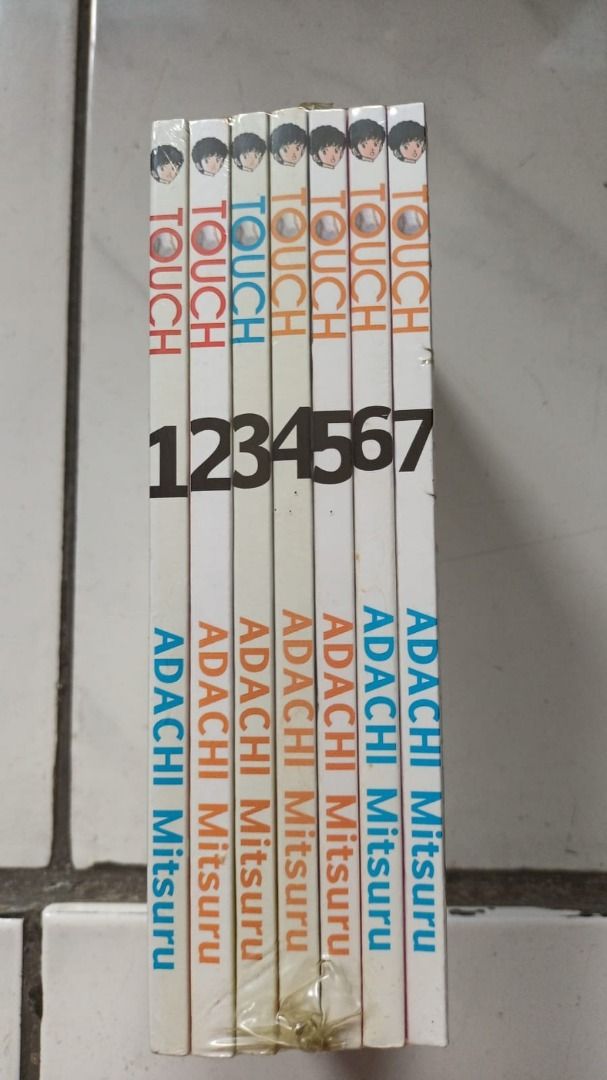 TOUCH 1 ADACHI Mitsuru
TOUCH 2 ADACHI Mitsuru
TOUCH 3 ADACHI Mitsuru
TOUCH 4 ADACHI Mitsuru
TOUCH 5 ADACHI Mitsuru
TOUCH 6 ADACHI Mitsuru
TOUCH 7 ADACHI Mitsuru